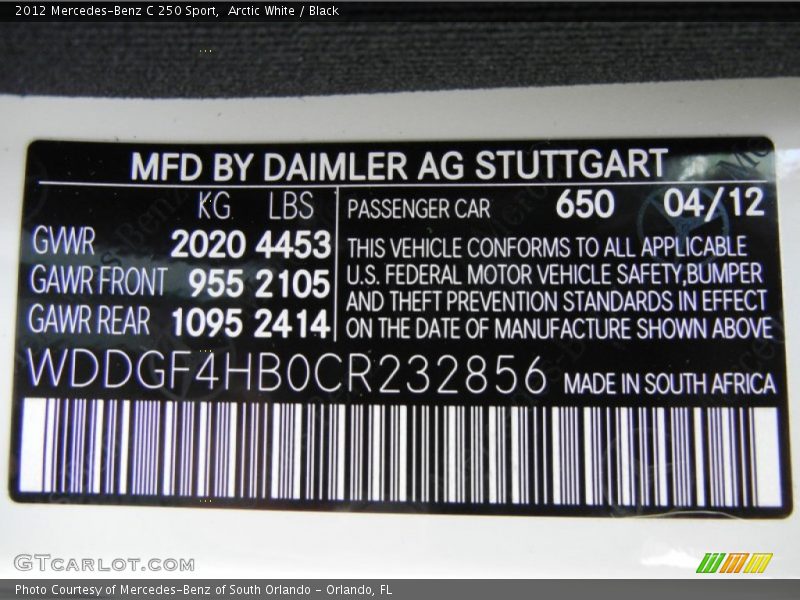 2012 Mercedes-Benz C 250 Sport,  Arctic White / Black
MFD BY DAIMLER AG STUTTGART
KG LBS
GWWR 2020 4453
GAWR FRONT 955 2105
GAWR REAR 1095 2414
PASSENGER CAR 650 04/12
THIS VEHICLE CONFORMS TO ALL APPLICABLE
U.S. FEDERAL MOTOR VEHICLE SAFETY,BUMPER
AND THEFT PREVENTION STANDARDS IN EFFECT
ON THE DATE OF MANUFACTURE SHOWN ABOVE
WDDGF4HB0CR232856 MADE IN SOUTH AFRICA
GTCARLOT.COM
Photo Courtesy of Mercedes-Benz of South Orlando - Orlando, FL